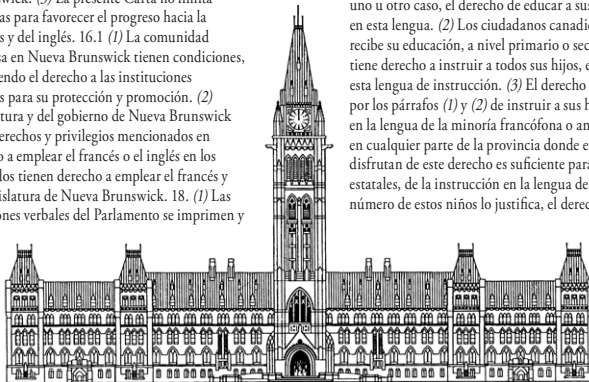 swick. (3) La presente Carta no limita
as para favorecer el progreso hacia la
s y del inglés. 16.1 (1) La comunidad
sa en Nueva Brunswick tienen condiciones,
endo el derecho a las instituciones
s para su protección y promoción. (2)
tura y del gobierno de Nueva Brunswick
derechos y privilegios mencionados en
o a emplear el francés o el inglés en los
los tienen derecho a emplear el francés y
islatura de Nueva Brunswick. 18. (1) Las
ones verbales del Parlamento se imprimen y
uno u otro caso, el derecho de educar a sus
en esta lengua. (2) Los ciudadanos canadie
recibe su educación, a nivel primario o sec
tiene derecho a instruir a todos sus hijos, e
esta lengua de instrucción. (3) El derecho
por los párrafos (1) y (2) de instruir a sus h
en la lengua de la minoría francófona o an
en cualquier parte de la provincia donde e
disfrutan de este derecho es suficiente para
estatales, de la instrucción en la lengua de
número de estos niños lo justifica, el derec